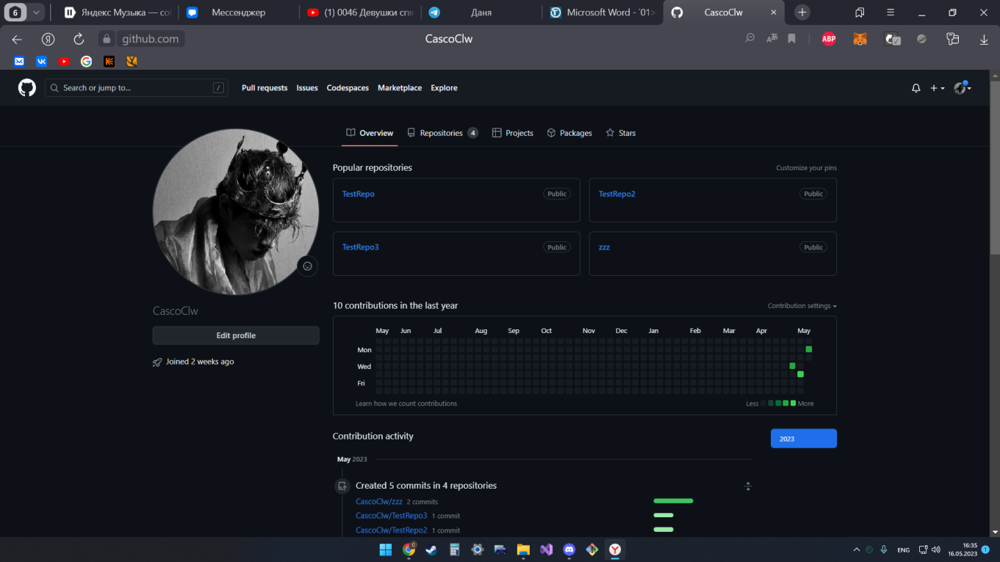 6
Яндекс Музыка — со
Мессенджер
(1) 0046 Девушки спя
Даня
Microsoft Word - '01>
CascoClw
github.com
CascoClw
ABP
Search or jump to...
/
Pull requests
Issues
Codespaces
Marketplace
Explore
Overview
Repositories 4
Projects
Packages
Stars
Popular repositories
Customize your pins
TestRepo
Public
TestRepo2
Public
TestRepo3
Public
zzz
Public
CascoClw
Edit profile
Joined 2 weeks ago
10 contributions in the last year
Contribution settings
May Jun Jul Aug Sep Oct Nov Dec Jan Feb Mar Apr May
Mon
Wed
Fri
Learn how we count contributions
Less
More
Contribution activity
2023
May 2023
Created 5 commits in 4 repositories
CascoClw/zzz 2 commits
CascoClw/TestRepo3 1 commit
CascoClw/TestRepo2 1 commit
ENG
16:35
16.05.2023
1